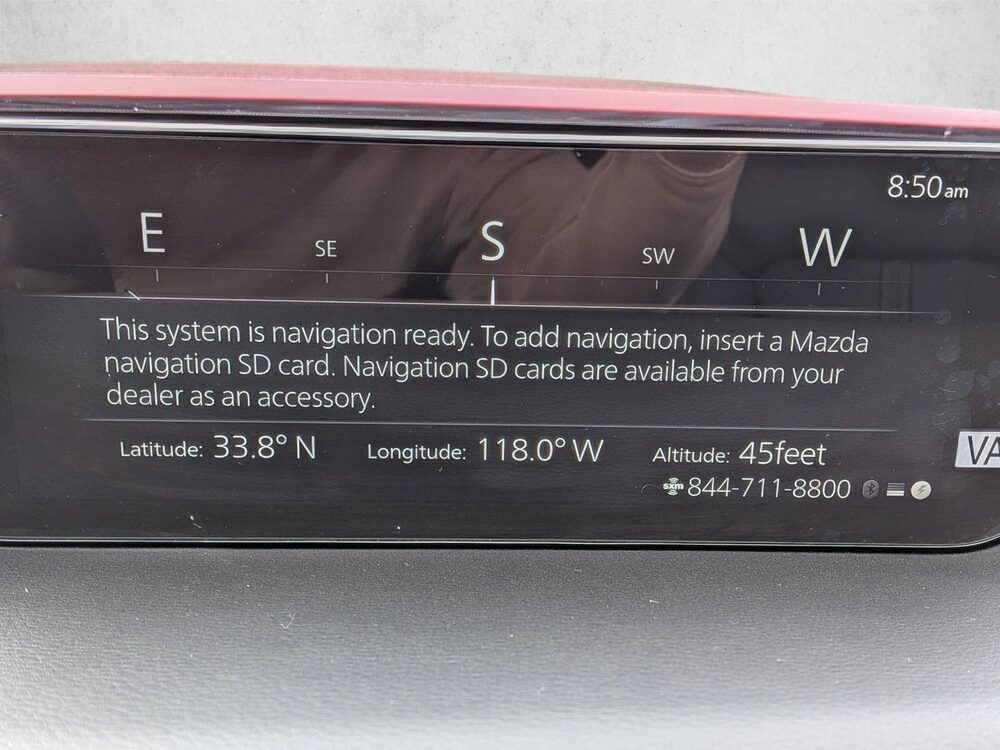 8:50am
E SE S SW W
This system is navigation ready. To add navigation, insert a Mazda
navigation SD card. Navigation SD cards are available from your
dealer as an accessory.
Latitude: 33.8° N Longitude: 118.0° W Altitude: 45feet
sxm 844-711-8800
VA